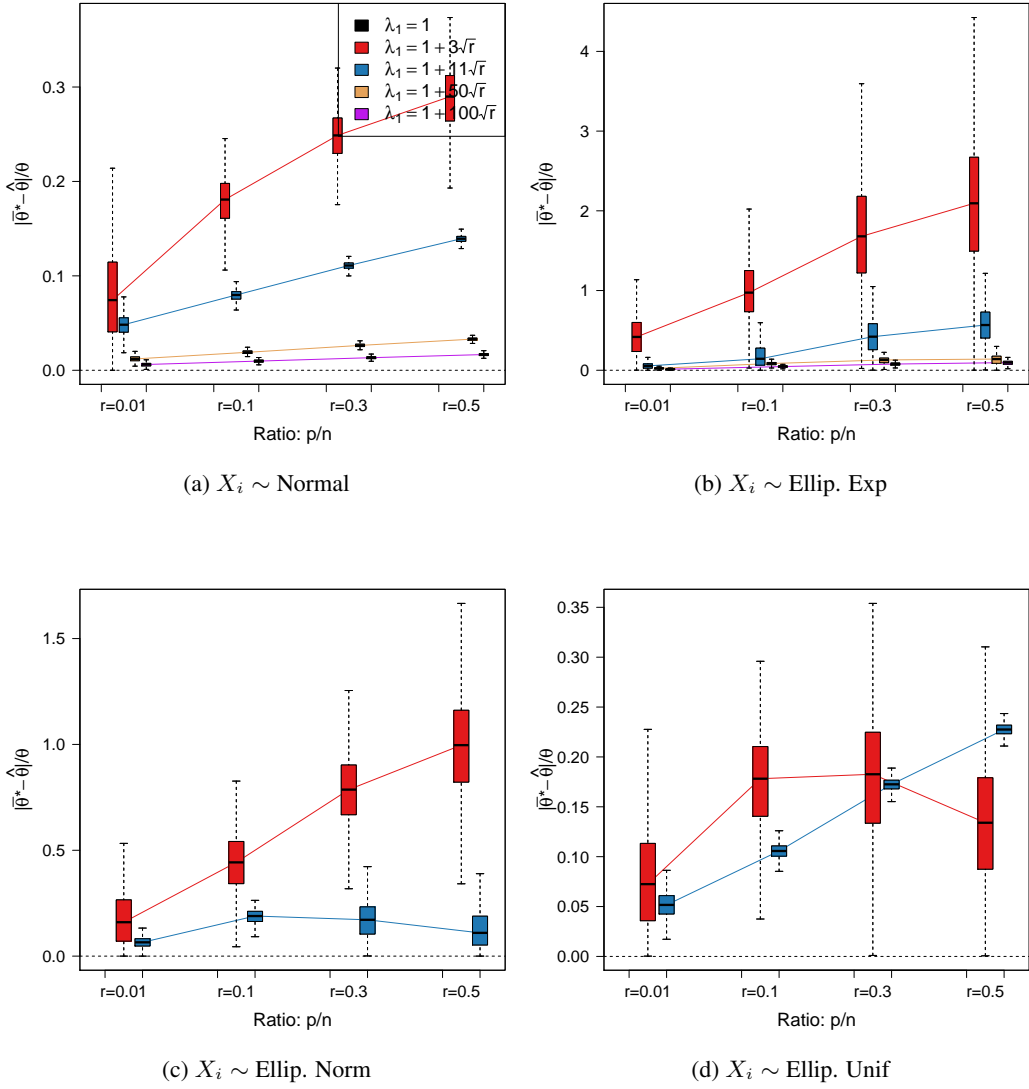 λ₁ = 1
λ₁ = 1 + 3√r
λ₁ = 1 + 11√r
λ₁ = 1 + 50√r
λ₁ = 1 + 100√r
0.3
0.2
0.1
0.0
|θ̅*−θ̂|/θ
r=0.01 r=0.1 r=0.3 r=0.5
Ratio: p/n
(a) Xᵢ ∼ Normal
4
3
2
1
0
|θ̅*−θ̂|/θ
r=0.01 r=0.1 r=0.3 r=0.5
Ratio: p/n
(b) Xᵢ ∼ Ellip. Exp
1.5
1.0
0.5
0.0
|θ̅*−θ̂|/θ
r=0.01 r=0.1 r=0.3 r=0.5
Ratio: p/n
(c) Xᵢ ∼ Ellip. Norm
0.35
0.30
0.25
0.20
0.15
0.10
0.05
0.00
|θ̅*−θ̂|/θ
r=0.01 r=0.1 r=0.3 r=0.5
Ratio: p/n
(d) Xᵢ ∼ Ellip. Unif